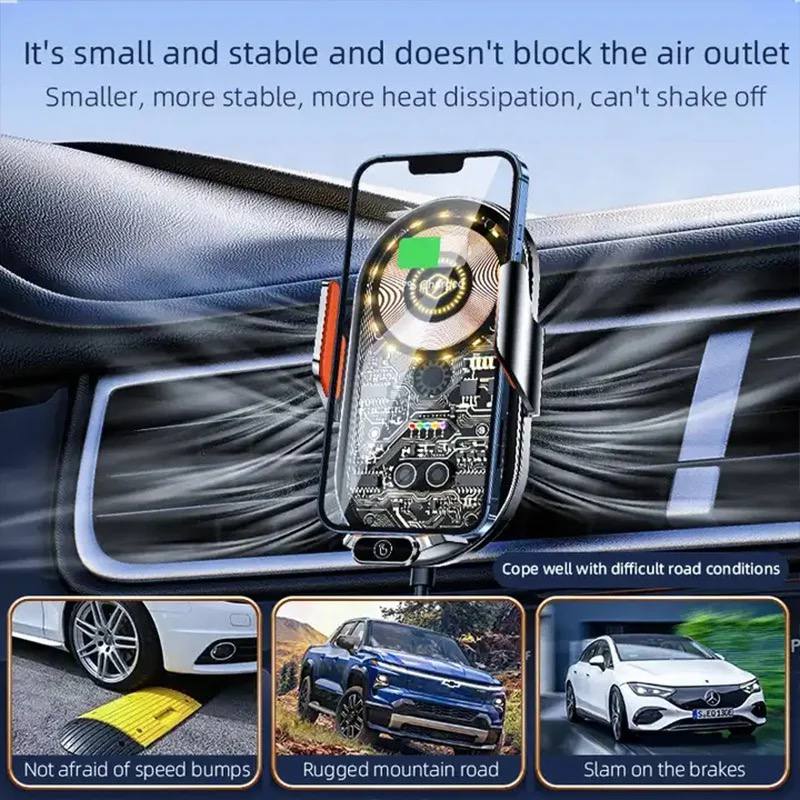 It's small and stable and doesn't block the air outlet
Smaller, more stable, more heat dissipation, can't shake off
Cope well with difficult road conditions
Not afraid of speed bumps
Rugged mountain road
Slam on the brakes